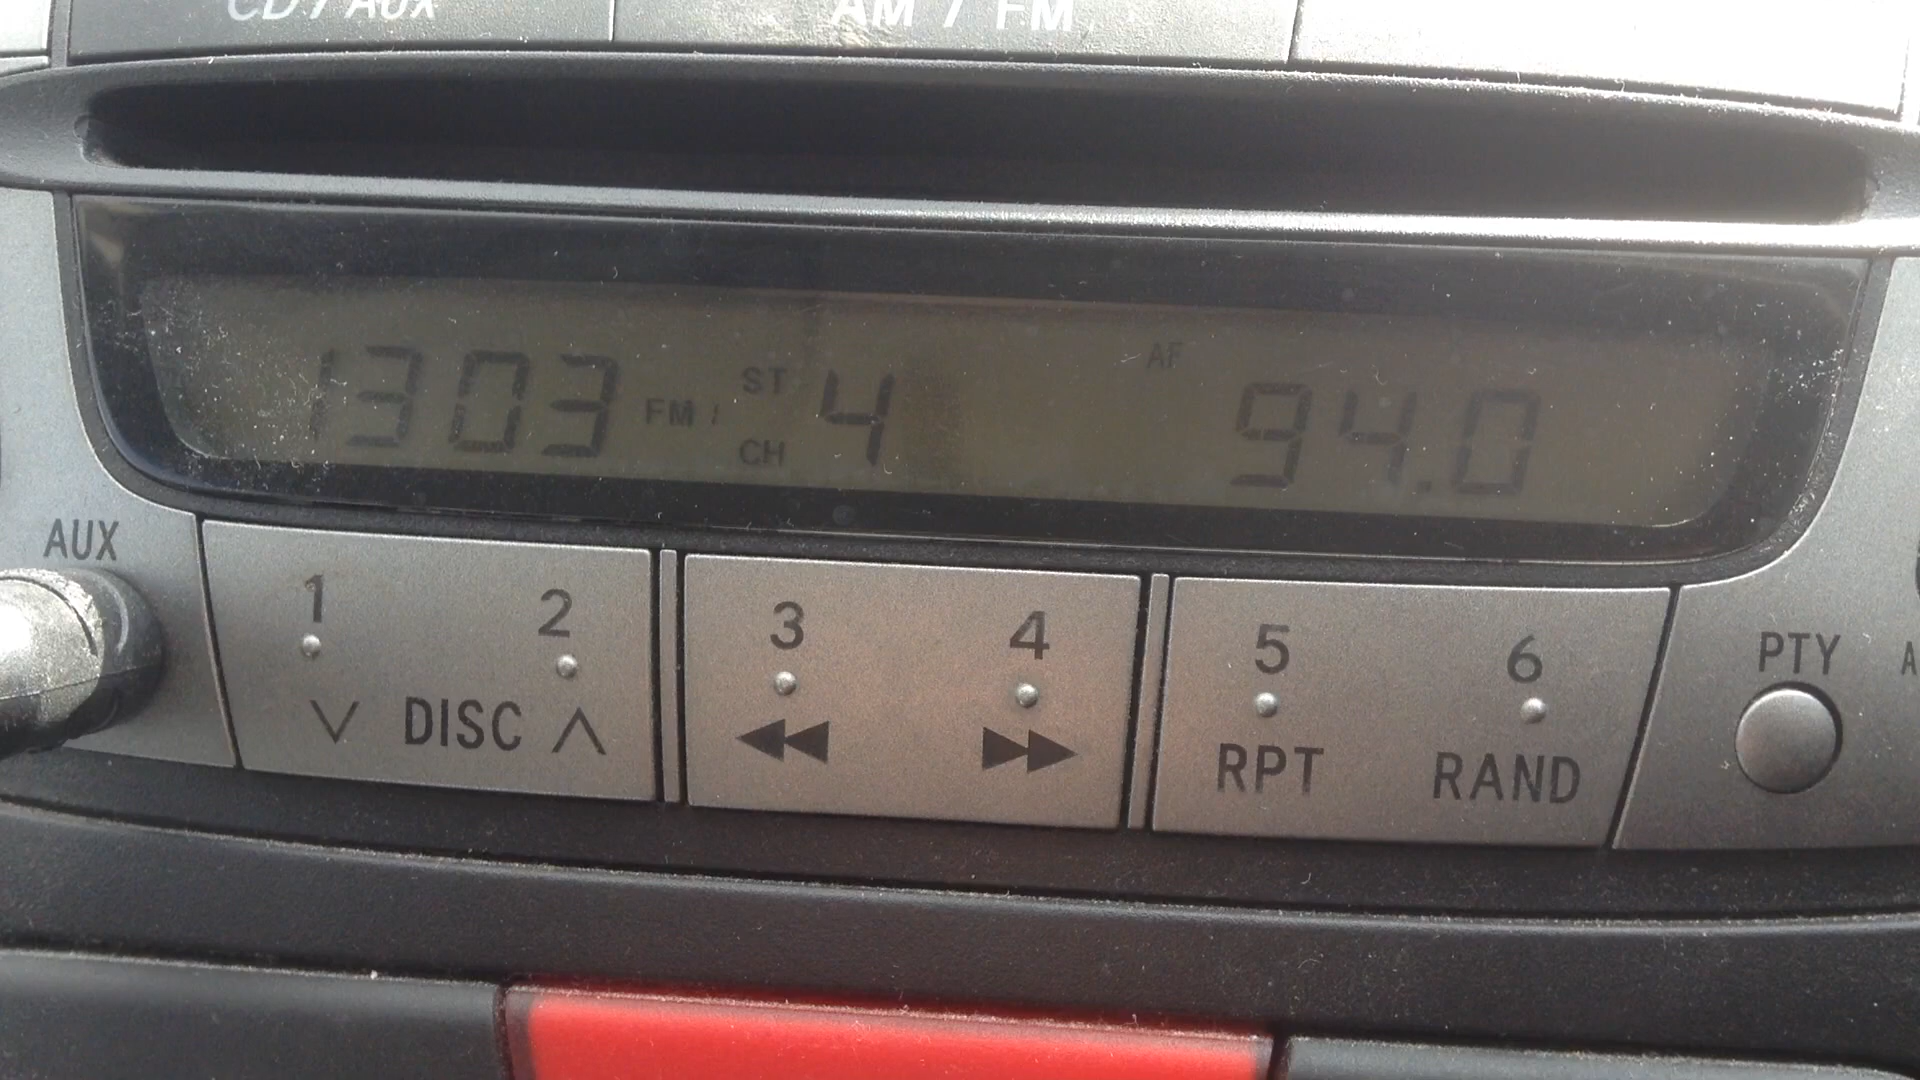 CD / AUX AM / FM
1303 FM 1 ST CH 4 AF 94.0
AUX
1 2 3 4 5 6
DISC RPT RAND
PTY